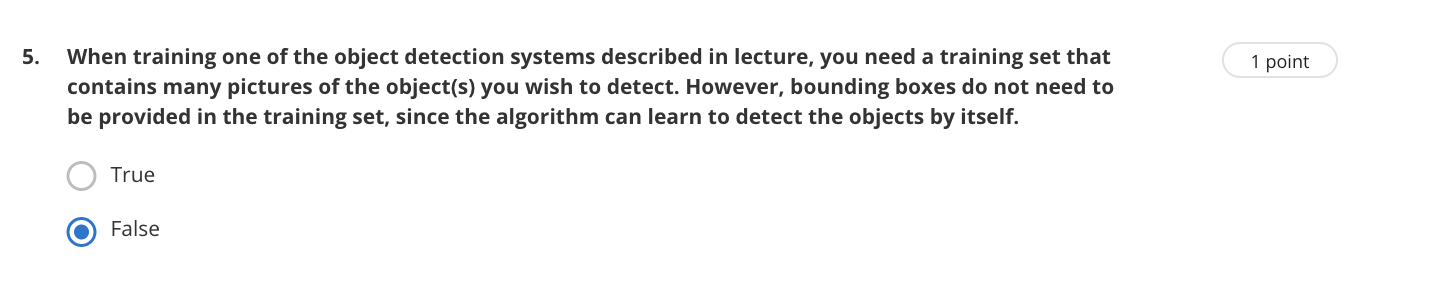 5. When training one of the object detection systems described in lecture, you need a training set that
1 point
contains many pictures of the object(s) you wish to detect. However, bounding boxes do not need to
be provided in the training set, since the algorithm can learn to detect the objects by itself.
True
False